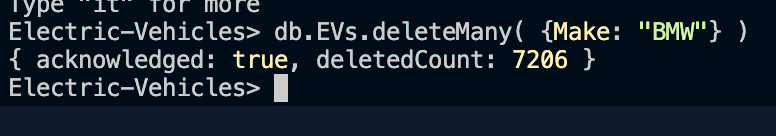 Type "it" for more
Electric-Vehicles> db.EVs.deleteMany( {Make: "BMW"} )
{ acknowledged: true, deletedCount: 7206 }
Electric-Vehicles>